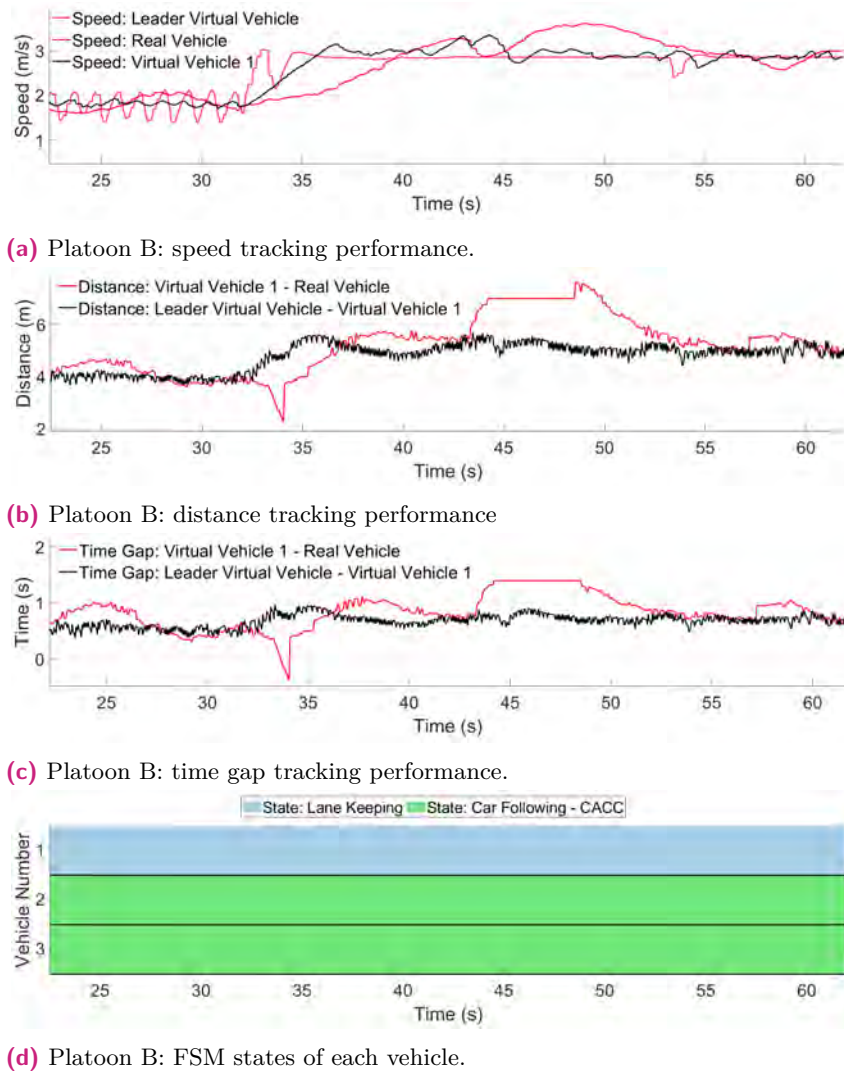 Speed: Leader Virtual Vehicle
Speed: Real Vehicle
Speed: Virtual Vehicle 1
Speed (m/s)
3
2
1
25 30 35 40 45 50 55 60
Time (s)
(a) Platoon B: speed tracking performance.
Distance: Virtual Vehicle 1 - Real Vehicle
Distance: Leader Virtual Vehicle - Virtual Vehicle 1
Distance (m)
6
4
2
25 30 35 40 45 50 55 60
Time (s)
(b) Platoon B: distance tracking performance
Time Gap: Virtual Vehicle 1 - Real Vehicle
Time Gap: Leader Virtual Vehicle - Virtual Vehicle 1
Time (s)
2
1
0
25 30 35 40 45 50 55 60
Time (s)
(c) Platoon B: time gap tracking performance.
State: Lane Keeping State: Car Following - CACC
Vehicle Number
1
2
3
25 30 35 40 45 50 55 60
Time (s)
(d) Platoon B: FSM states of each vehicle.